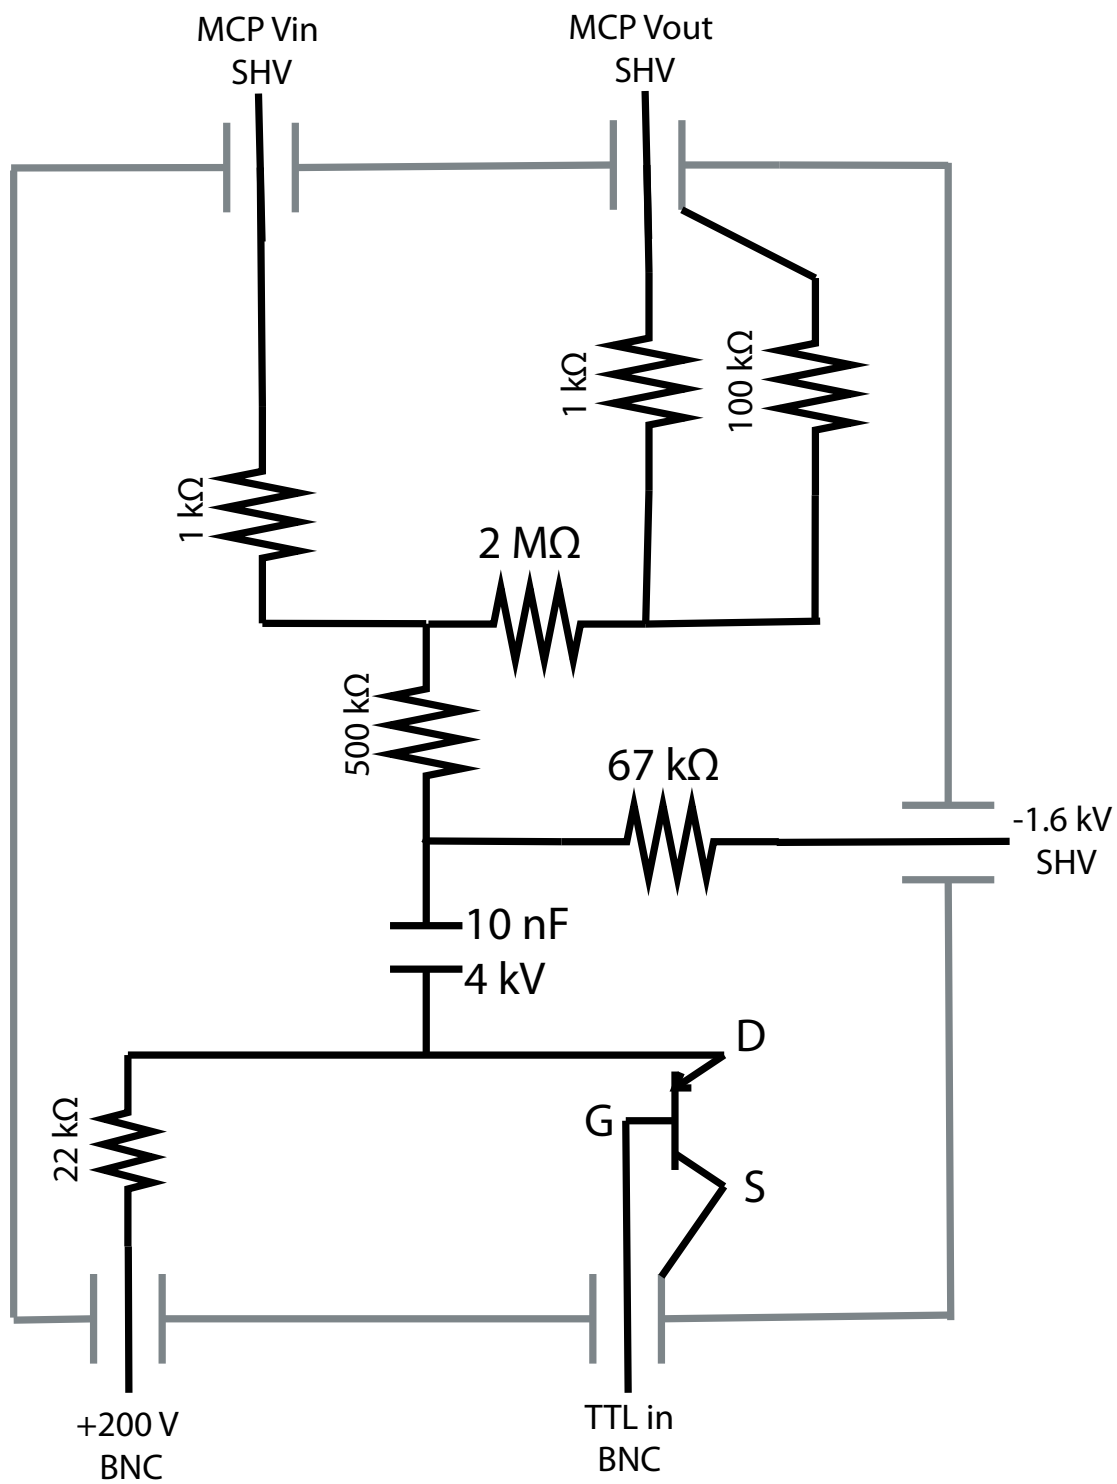 MCP Vin
SHV
MCP Vout
SHV
1 kΩ
100 kΩ
1 kΩ
2 MΩ
500 kΩ
67 kΩ
-1.6 kV
SHV
10 nF
4 kV
D
G
S
22 kΩ
+200 V
BNC
TTL in
BNC